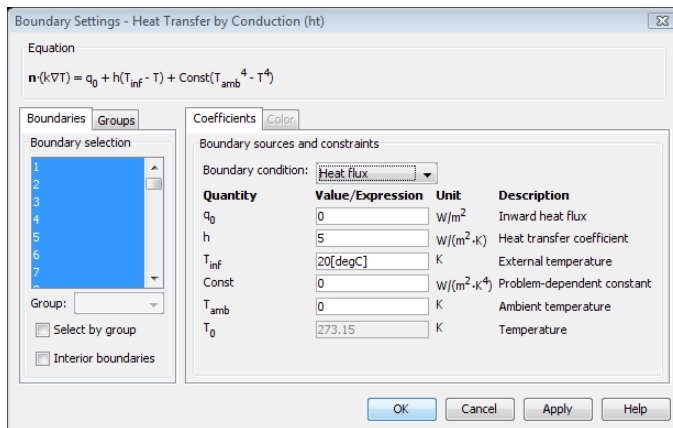 Boundary Settings - Heat Transfer by Conduction (ht)
Equation
n·(k∇T) = q0 + h(Tinf - T) + Const(Tamb^4 - T^4)
Boundaries Groups
Boundary selection
1
2
3
4
5
6
7
Group:
Select by group
Interior boundaries
Coefficients Color
Boundary sources and constraints
Boundary condition: Heat flux
Quantity Value/Expression Unit Description
q0 0 W/m² Inward heat flux
h 5 W/(m²·K) Heat transfer coefficient
Tinf 20[degC] K External temperature
Const 0 W/(m²·K⁴) Problem-dependent constant
Tamb 0 K Ambient temperature
T0 273.15 K Temperature
OK Cancel Apply Help